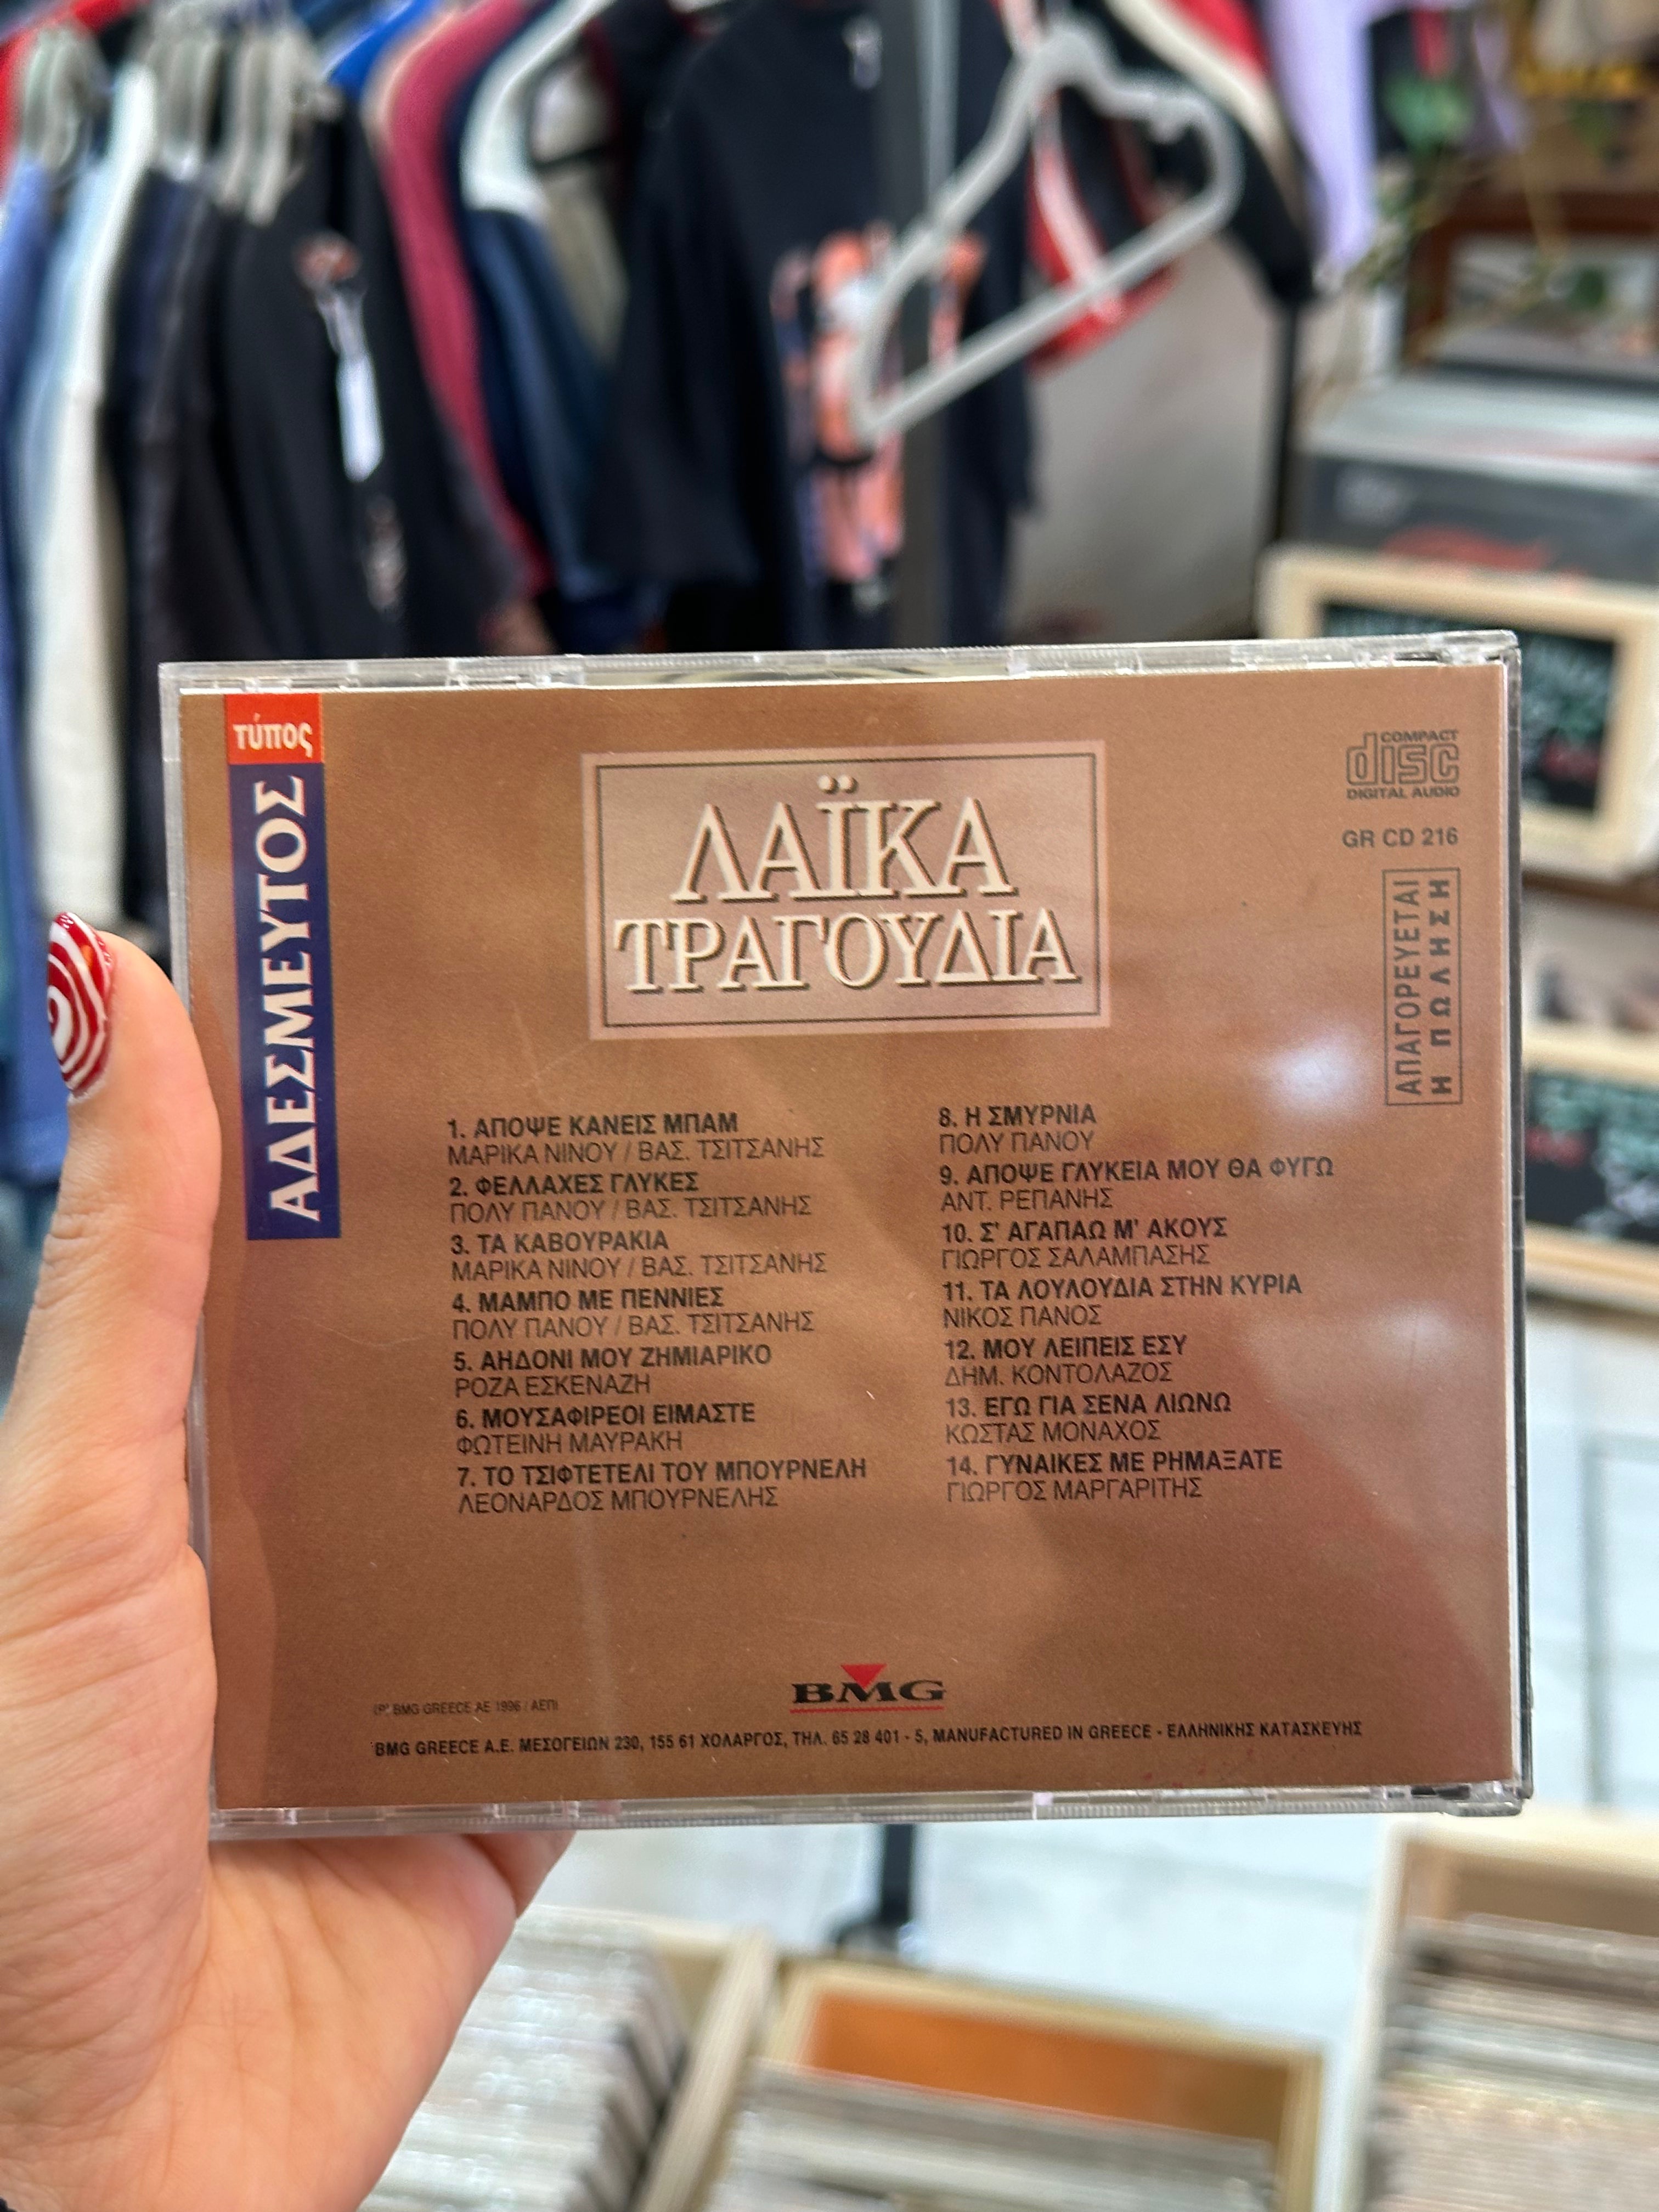 τύπος
ΑΔΕΣΜΕΥΤΟΣ
ΛΑΪΚΑ
ΤΡΑΓΟΥΔΙΑ
COMPACT
disc
DIGITAL AUDIO
GR CD 216
ΑΠΑΓΟΡΕΥΕΤΑΙ
Η ΠΩΛΗΣΗ
1. ΑΠΟΨΕ ΚΑΝΕΙΣ ΜΠΑΜ
ΜΑΡΙΚΑ ΝΙΝΟΥ / ΒΑΣ. ΤΣΙΤΣΑΝΗΣ
2. ΦΕΛΛΑΧΕΣ ΓΛΥΚΕΣ
ΠΟΛΥ ΠΑΝΟΥ / ΒΑΣ. ΤΣΙΤΣΑΝΗΣ
3. ΤΑ ΚΑΒΟΥΡΑΚΙΑ
ΜΑΡΙΚΑ ΝΙΝΟΥ / ΒΑΣ. ΤΣΙΤΣΑΝΗΣ
4. ΜΑΜΠΟ ΜΕ ΠΕΝΝΙΕΣ
ΠΟΛΥ ΠΑΝΟΥ / ΒΑΣ. ΤΣΙΤΣΑΝΗΣ
5. ΑΗΔΟΝΙ ΜΟΥ ΖΗΜΙΑΡΙΚΟ
ΡΟΖΑ ΕΣΚΕΝΑΖΗ
6. ΜΟΥΣΑΦΙΡΕΟΙ ΕΙΜΑΣΤΕ
ΦΩΤΕΙΝΗ ΜΑΥΡΑΚΗ
7. ΤΟ ΤΣΙΦΤΕΤΕΛΙ ΤΟΥ ΜΠΟΥΡΝΕΛΗ
ΛΕΟΝΑΡΔΟΣ ΜΠΟΥΡΝΕΛΗΣ
8. Η ΣΜΥΡΝΙΑ
ΠΟΛΥ ΠΑΝΟΥ
9. ΑΠΟΨΕ ΓΛΥΚΕΙΑ ΜΟΥ ΘΑ ΦΥΓΩ
ΑΝΤ. ΡΕΠΑΝΗΣ
10. Σ' ΑΓΑΠΑΩ Μ' ΑΚΟΥΣ
ΓΙΩΡΓΟΣ ΣΑΛΑΜΠΑΣΗΣ
11. ΤΑ ΛΟΥΛΟΥΔΙΑ ΣΤΗΝ ΚΥΡΙΑ
ΝΙΚΟΣ ΠΑΝΟΣ
12. ΜΟΥ ΛΕΙΠΕΙΣ ΕΣΥ
ΔΗΜ. ΚΟΝΤΟΛΑΖΟΣ
13. ΕΓΩ ΓΙΑ ΣΕΝΑ ΛΙΩΝΩ
ΚΩΣΤΑΣ ΜΟΝΑΧΟΣ
14. ΓΥΝΑΙΚΕΣ ΜΕ ΡΗΜΑΞΑΤΕ
ΓΙΩΡΓΟΣ ΜΑΡΓΑΡΙΤΗΣ
BMG
(P) BMG GREECE AE 1996 / ΑΕΠΙ
BMG GREECE Α.Ε. ΜΕΣΟΓΕΙΩΝ 230, 155 61 ΧΟΛΑΡΓΟΣ, ΤΗΛ. 65 28 401 - 5, MANUFACTURED IN GREECE - ΕΛΛΗΝΙΚΗΣ ΚΑΤΑΣΚΕΥΗΣ